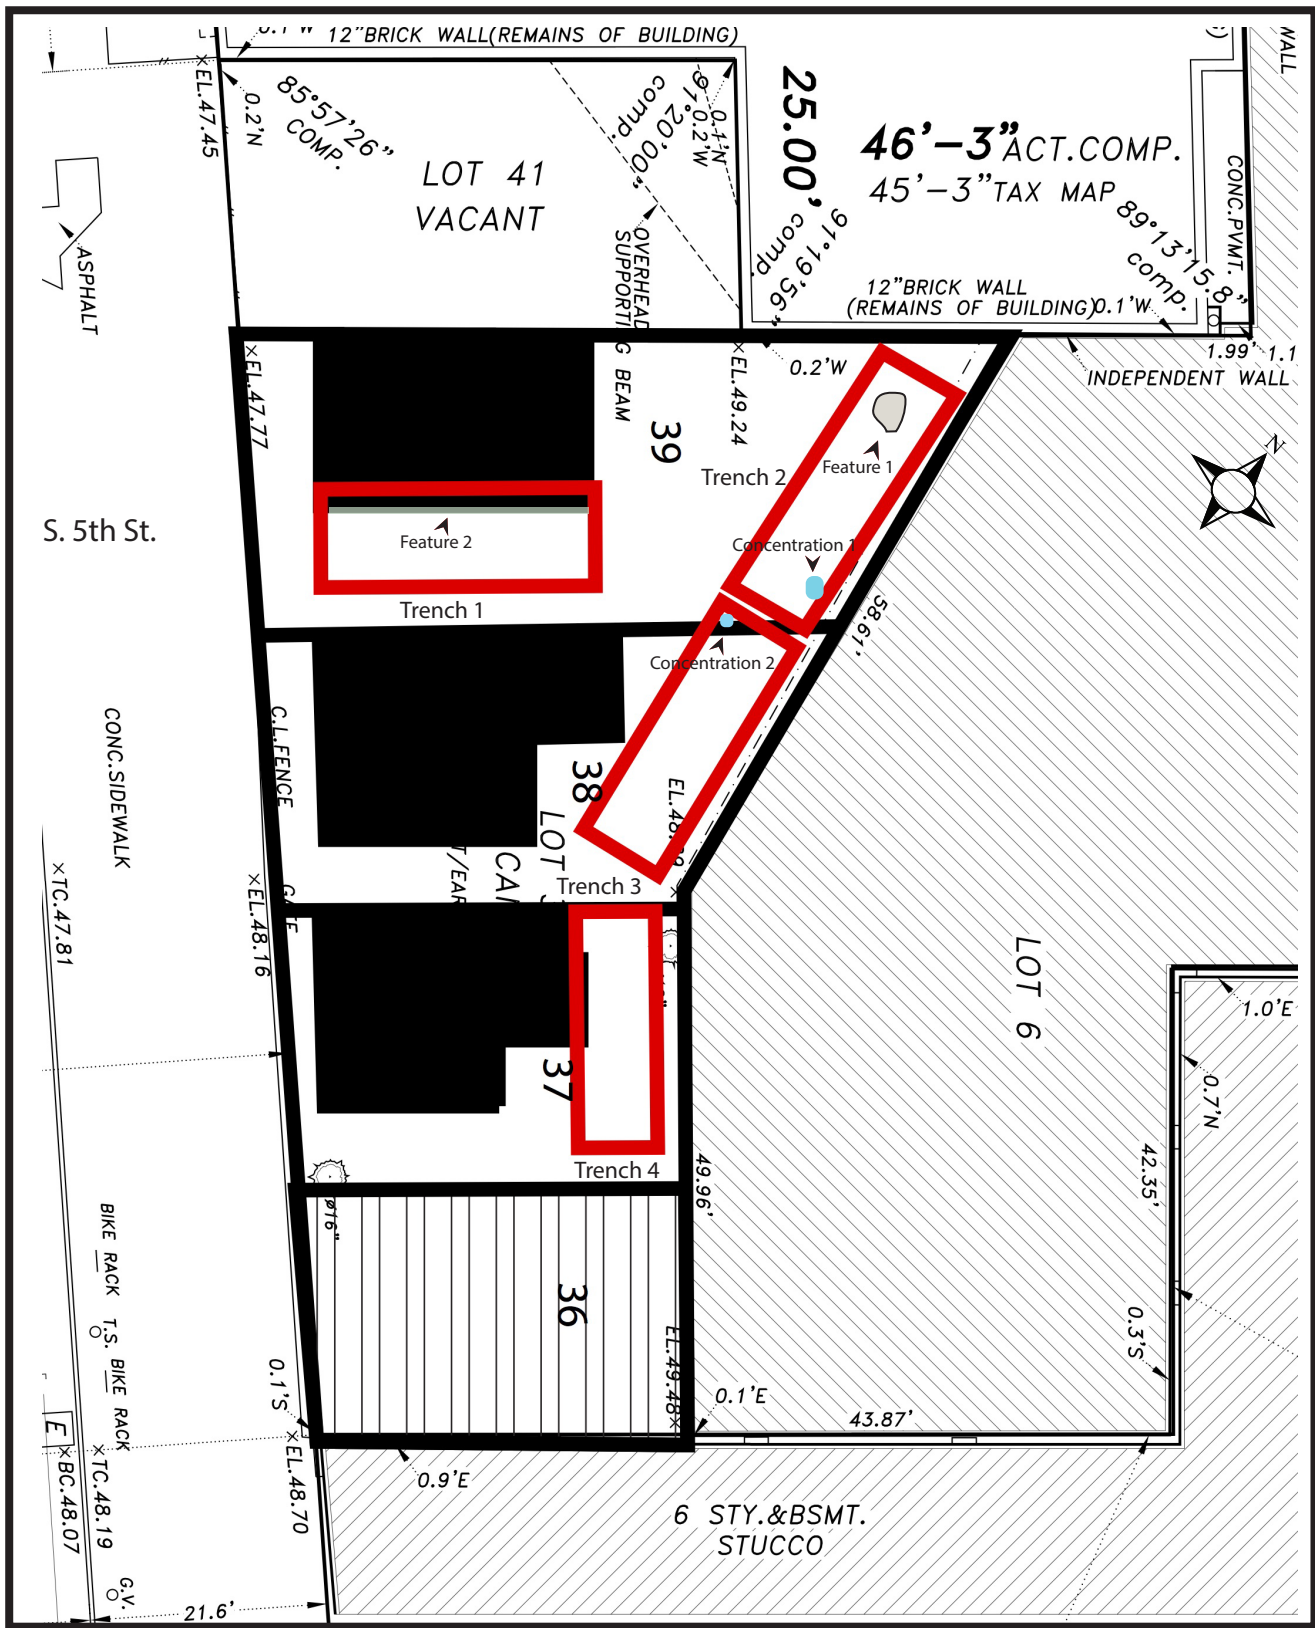 12"BRICK WALL(REMAINS OF BUILDING)
×EL.47.45
0.2'N
85°57'26"
COMP.
91°20'00"
comp.
0.1'N
0.2'W
LOT 41
VACANT
25.00'
46'-3"ACT.COMP.
45'-3"TAX MAP
WALL
CONC.PVMT.
89°13'15.8"
comp.
91°19'56"
comp.
ASPHALT
OVERHEAD
SUPPORTI G BEAM
12"BRICK WALL
(REMAINS OF BUILDING)
0.1'W
1.99'
1.1
INDEPENDENT WALL
×EL.47.77
×EL.49.24
0.2'W
39
N
Trench 2
Feature 1
S. 5th St.
Feature 2
Concentration 1
Trench 1
58.61'
Concentration 2
C.L.FENCE
CONC.SIDEWALK
38
LOT
CA
T/EAR
Trench 3
×TC.47.81
×EL.48.16
LOT 6
1.0'E
37
0.7'N
Trench 4
49.96'
42.35'
ø16"
BIKE RACK
T.S.
BIKE RACK
36
0.3'S
EL.49.48×
0.1'S
0.1'E
43.87'
E
×BC.48.07
×TC.48.19
×EL.48.70
0.9'E
6 STY.&BSMT.
STUCCO
G.V.
21.6'